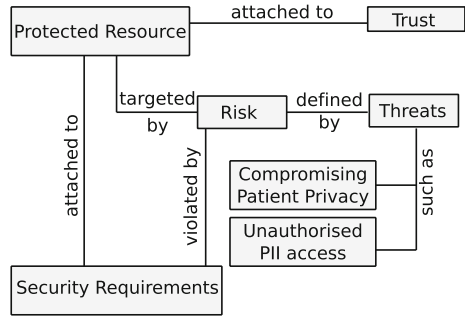 attached to
Protected Resource
Trust
targeted
by
Risk
defined
by
Threats
attached to
violated by
such as
Compromising
Patient Privacy
Unauthorised
PII access
Security Requirements